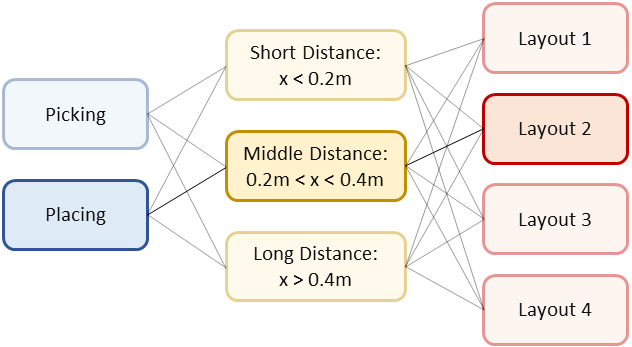 Picking
Placing
Short Distance:
x < 0.2m
Middle Distance:
0.2m < x < 0.4m
Long Distance:
x > 0.4m
Layout 1
Layout 2
Layout 3
Layout 4